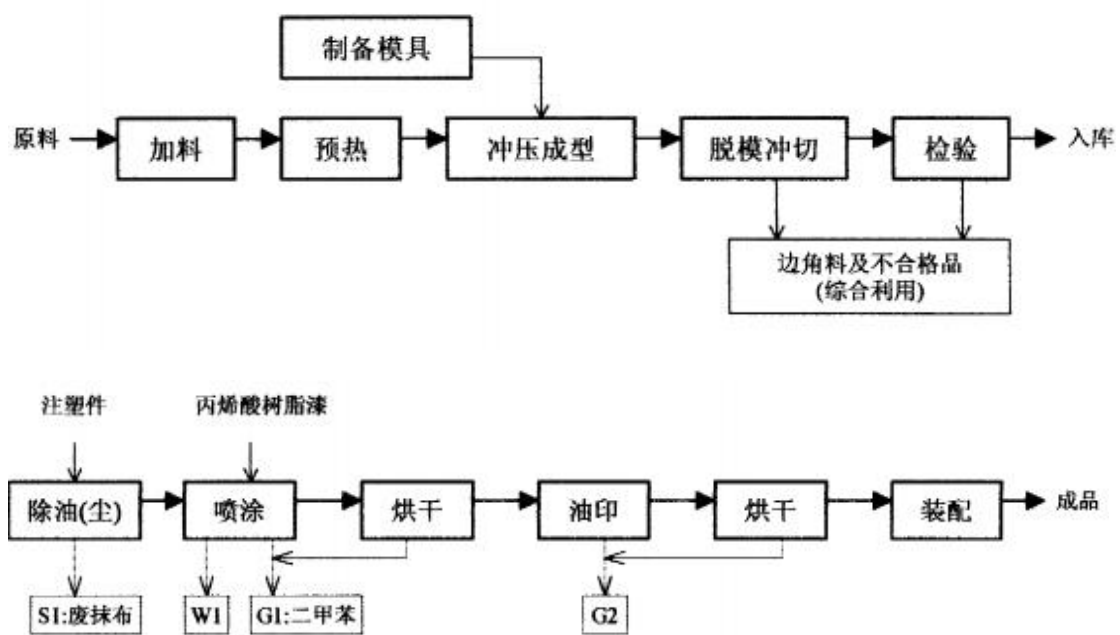 制备模具
原料
加料
预热
冲压成型
脱模冲切
检验
入库
边角料及不合格品
(综合利用)
注塑件
丙烯酸树脂漆
除油(尘)
喷涂
烘干
油印
烘干
装配
成品
S1:废抹布
W1
G1:二甲苯
G2